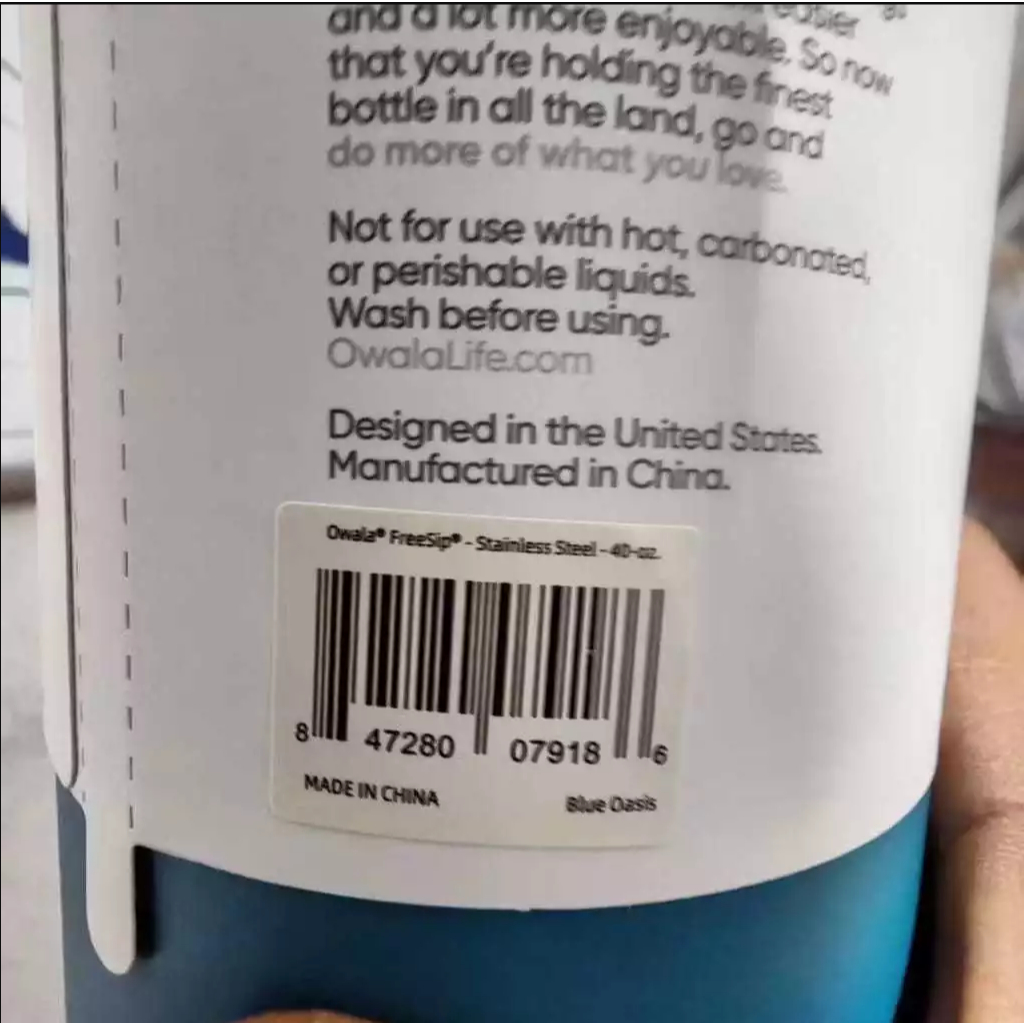 easier
and a lot more enjoyable. So now
that you're holding the finest
bottle in all the land, go and
do more of what you love.
Not for use with hot, carbonated,
or perishable liquids.
Wash before using.
OwalaLife.com
Designed in the United States.
Manufactured in China.
Owala® FreeSip® - Stainless Steel - 40-oz.
8 47280 07918 6
MADE IN CHINA
Blue Oasis